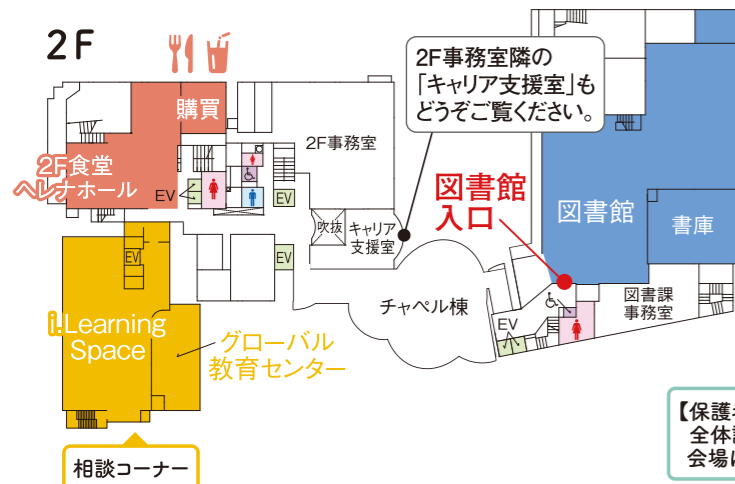 2F
2F事務室隣の
「キャリア支援室」も
どうぞご覧ください。
購買
2F食堂
ヘレナホール
EV
2F事務室
EV
吹抜
キャリア
支援室
EV
EV
図書館
入口
図書館
書庫
図書課
事務室
チャペル棟
EV
i.Learning
Space
グローバル
教育センター
相談コーナー
【保護
全体
会場